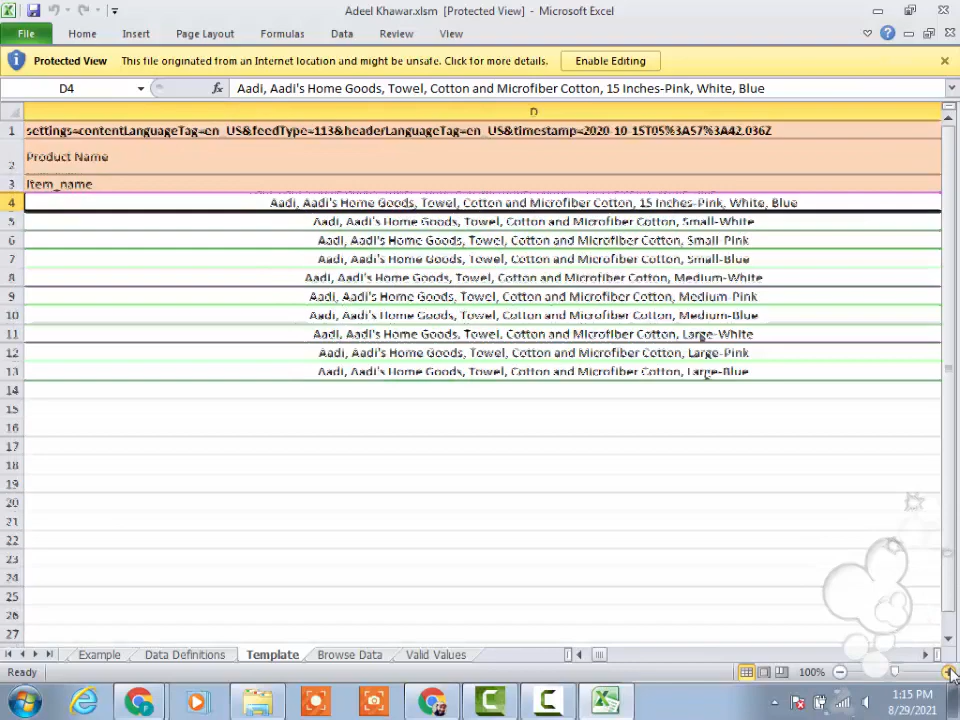 Adeel Khawar.xlsm [Protected View] - Microsoft Excel
File Home Insert Page Layout Formulas Data Review View
Protected View This file originated from an Internet location and might be unsafe. Click for more details. Enable Editing
D4 fx Aadi, Aadi's Home Goods, Towel, Cotton and Microfiber Cotton, 15 Inches-Pink, White, Blue
D
1 settings=contentLanguageTag=en_US&feedType=113&headerLanguageTag=en_US&timestamp=2020-10-15T05%3A57%3A42.036Z
2 Product Name
3 item_name
4 Aadi, Aadi's Home Goods, Towel, Cotton and Microfiber Cotton, 15 Inches-Pink, White, Blue
5 Aadi, Aadi's Home Goods, Towel, Cotton and Microfiber Cotton, Small-White
6 Aadi, Aadi's Home Goods, Towel, Cotton and Microfiber Cotton, Small-Pink
7 Aadi, Aadi's Home Goods, Towel, Cotton and Microfiber Cotton, Small-Blue
8 Aadi, Aadi's Home Goods, Towel, Cotton and Microfiber Cotton, Medium-White
9 Aadi, Aadi's Home Goods, Towel, Cotton and Microfiber Cotton, Medium-Pink
10 Aadi, Aadi's Home Goods, Towel, Cotton and Microfiber Cotton, Medium-Blue
11 Aadi, Aadi's Home Goods, Towel, Cotton and Microfiber Cotton, Large-White
12 Aadi, Aadi's Home Goods, Towel, Cotton and Microfiber Cotton, Large-Pink
13 Aadi, Aadi's Home Goods, Towel, Cotton and Microfiber Cotton, Large-Blue
14
15
16
17
18
19
20
21
22
23
24
25
26
27
Example Data Definitions Template Browse Data Valid Values
Ready 100%
1:15 PM
8/29/2021